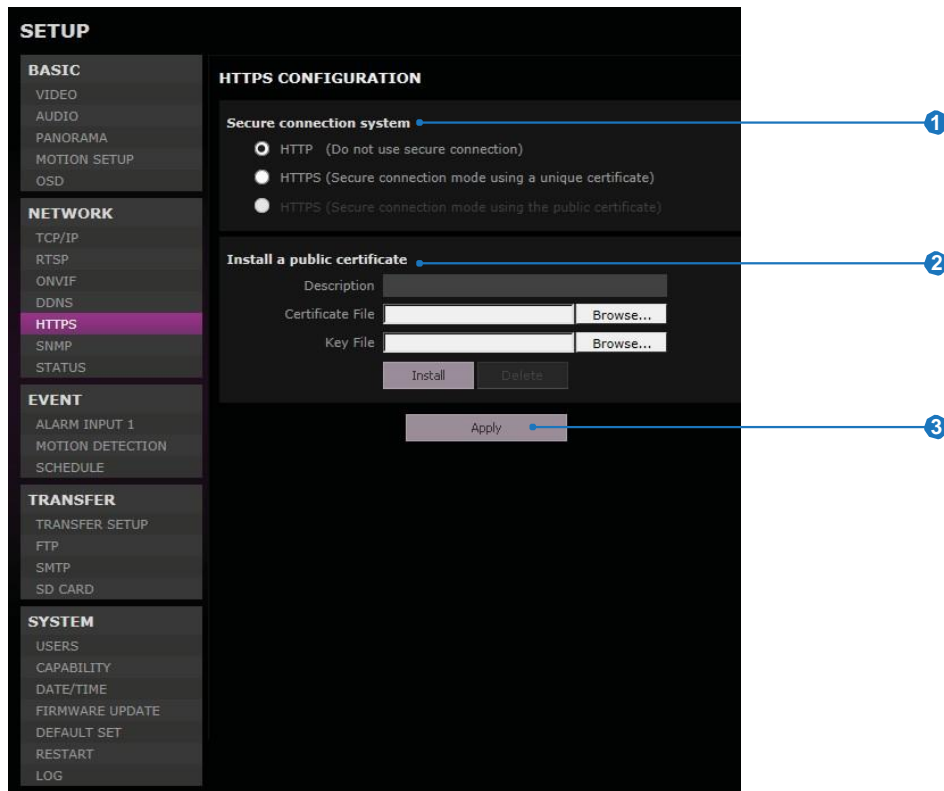 SETUP
BASIC
VIDEO
AUDIO
PANORAMA
MOTION SETUP
OSD
NETWORK
TCP/IP
RTSP
ONVIF
DDNS
HTTPS
SNMP
STATUS
EVENT
ALARM INPUT 1
MOTION DETECTION
SCHEDULE
TRANSFER
TRANSFER SETUP
FTP
SMTP
SD CARD
SYSTEM
USERS
CAPABILITY
DATE/TIME
FIRMWARE UPDATE
DEFAULT SET
RESTART
LOG
HTTPS CONFIGURATION
Secure connection system
1
HTTP (Do not use secure connection)
HTTPS (Secure connection mode using a unique certificate)
HTTPS (Secure connection mode using the public certificate)
Install a public certificate
2
Description
Certificate File Browse...
Key File Browse...
Install Delete
Apply
3